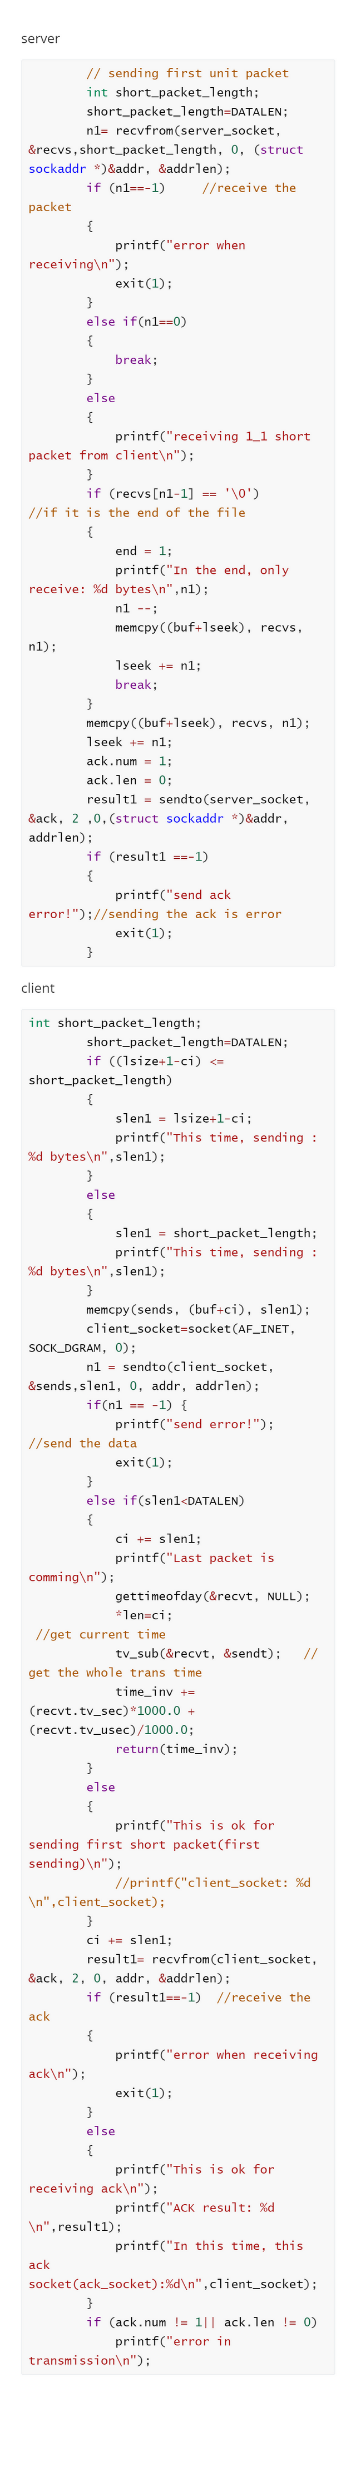 server
// sending first unit packet
int short_packet_length;
short_packet_length=DATALEN;
n1= recvfrom(server_socket,
&recvs,short_packet_length, 0, (struct
sockaddr *)&addr, &addrlen);
if (n1==-1)     //receive the
packet
{
printf("error when
receiving\n");
exit(1);
}
else if(n1==0)
{
break;
}
else
{
printf("receiving 1_1 short
packet from client\n");
}
if (recvs[n1-1] == '\0')
//if it is the end of the file
{
end = 1;
printf("In the end, only
receive: %d bytes\n",n1);
n1 --;
memcpy((buf+lseek), recvs,
n1);
lseek += n1;
break;
}
memcpy((buf+lseek), recvs, n1);
lseek += n1;
ack.num = 1;
ack.len = 0;
result1 = sendto(server_socket,
&ack, 2 ,0,(struct sockaddr *)&addr,
addrlen);
if (result1 ==-1)
{
printf("send ack
error!");//sending the ack is error
exit(1);
}
client
int short_packet_length;
short_packet_length=DATALEN;
if ((lsize+1-ci) <=
short_packet_length)
{
slen1 = lsize+1-ci;
printf("This time, sending :
%d bytes\n",slen1);
}
else
{
slen1 = short_packet_length;
printf("This time, sending :
%d bytes\n",slen1);
}
memcpy(sends, (buf+ci), slen1);
client_socket=socket(AF_INET,
SOCK_DGRAM, 0);
n1 = sendto(client_socket,
&sends,slen1, 0, addr, addrlen);
if(n1 == -1) {
printf("send error!");
//send the data
exit(1);
}
else if(slen1<DATALEN)
{
ci += slen1;
printf("Last packet is
comming\n");
gettimeofday(&recvt, NULL);
*len=ci;
//get current time
tv_sub(&recvt, &sendt);   //
get the whole trans time
time_inv +=
(recvt.tv_sec)*1000.0 +
(recvt.tv_usec)/1000.0;
return(time_inv);
}
else
{
printf("This is ok for
sending first short packet(first
sending)\n");
//printf("client_socket: %d
\n",client_socket);
}
ci += slen1;
result1= recvfrom(client_socket,
&ack, 2, 0, addr, &addrlen);
if (result1==-1)  //receive the
ack
{
printf("error when receiving
ack\n");
exit(1);
}
else
{
printf("This is ok for
receiving ack\n");
printf("ACK result: %d
\n",result1);
printf("In this time, this
ack
socket(ack_socket):%d\n",client_socket);
}
if (ack.num != 1|| ack.len != 0)
printf("error in
transmission\n");